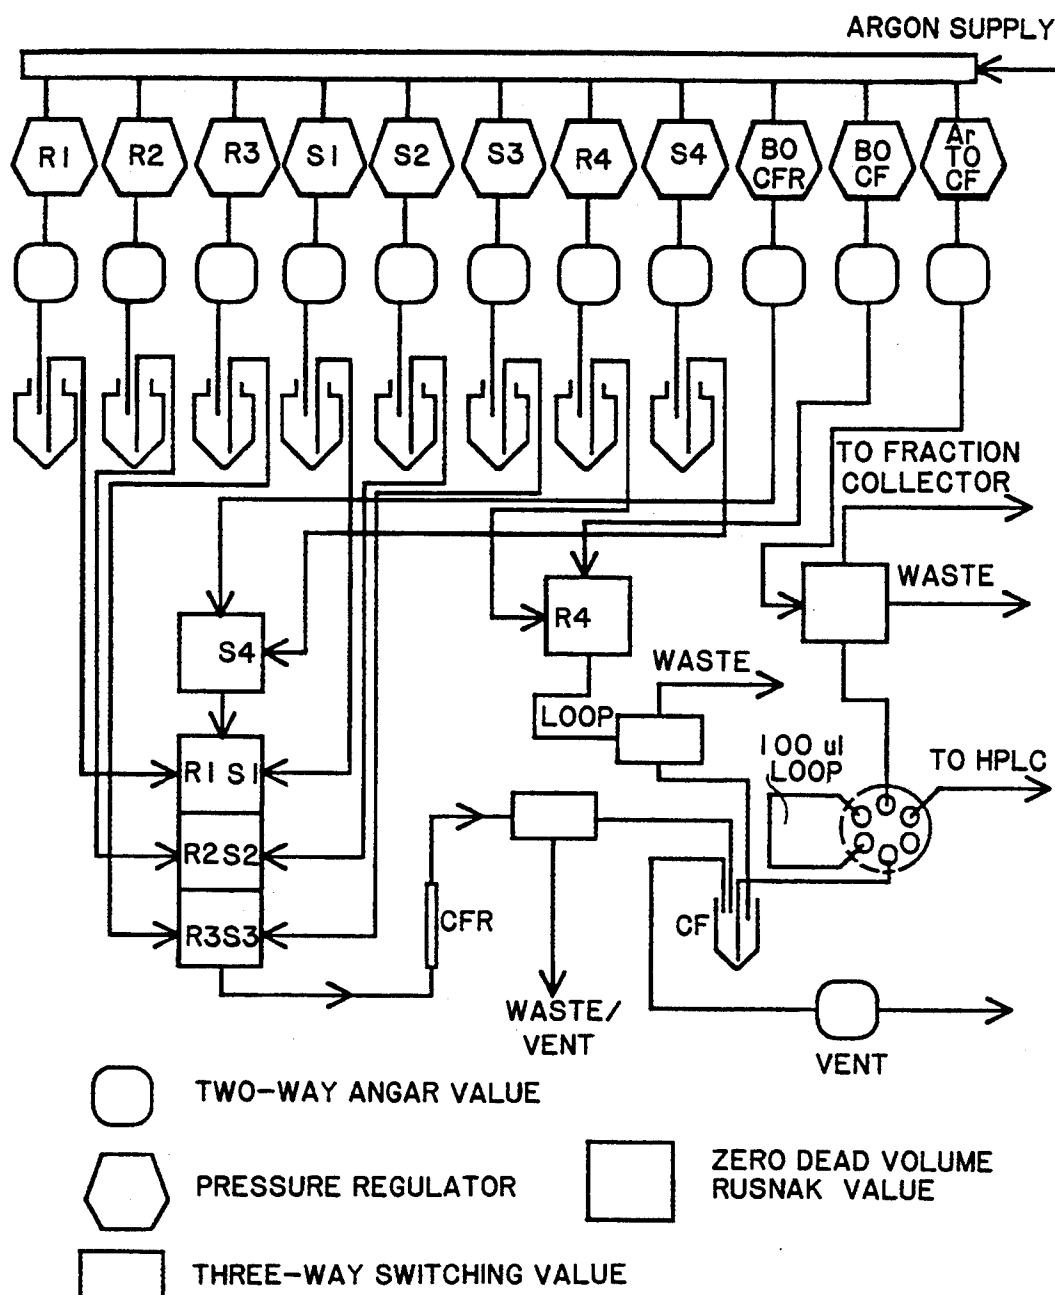 ARGON SUPPLY
R1 R2 R3 S1 S2 S3 R4 S4 BO CFR BO CF Ar TO CF
TO FRACTION
COLLECTOR
WASTE
R4
S4
WASTE
LOOP
100 ul
LOOP
TO HPLC
R1 S1
R2 S2
R3 S3
CFR
CF
WASTE/
VENT
VENT
TWO-WAY ANGAR VALUE
PRESSURE REGULATOR
ZERO DEAD VOLUME
RUSNAK VALUE
THREE-WAY SWITCHING VALUE